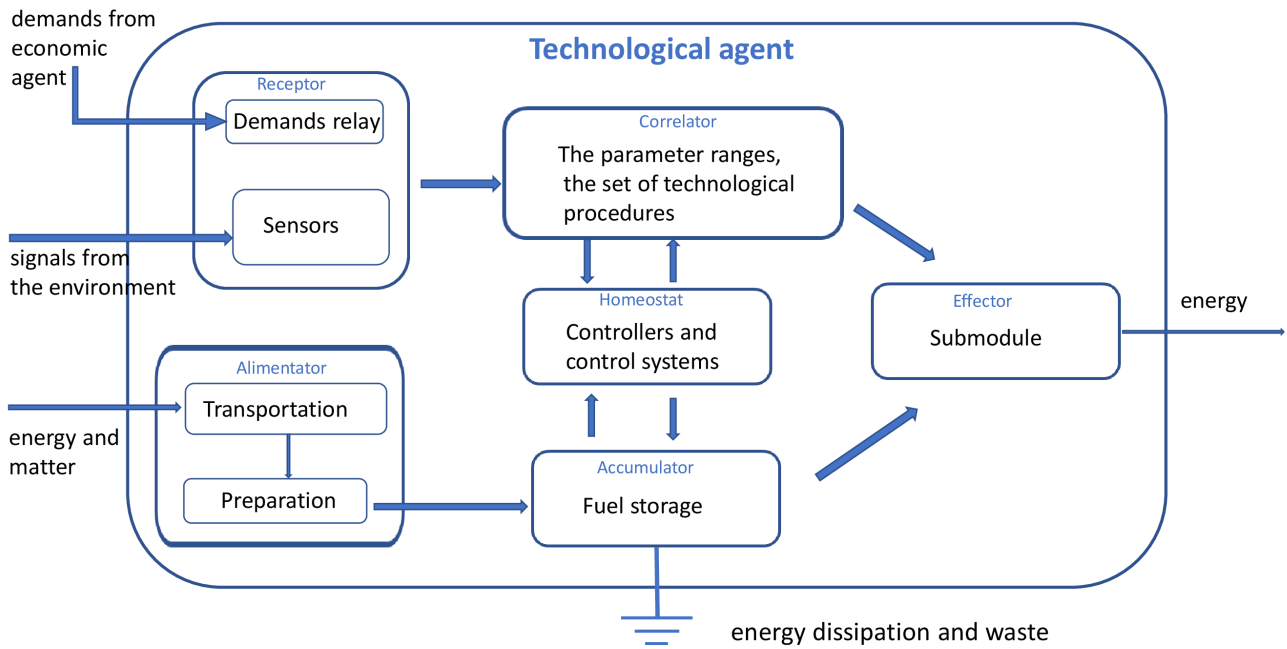 demands from
economic
agent
Technological agent
Receptor
Demands relay
Sensors
signals from
the environment
Correlator
The parameter ranges,
the set of technological
procedures
Homeostat
Controllers and
control systems
Effector
Submodule
energy
Alimentator
Transportation
Preparation
energy and
matter
Accumulator
Fuel storage
energy dissipation and waste